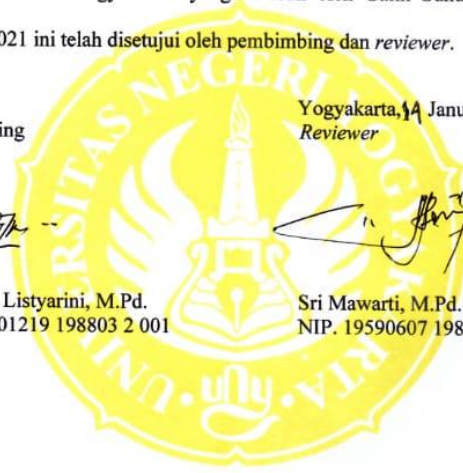 021 ini telah disetujui oleh pembimbing dan reviewer.
Yogyakarta, 14 Janu
ing
Reviewer
Listyarini, M.Pd.
Sri Mawarti, M.Pd.
01219 198803 2 001
NIP. 19590607 198
UNIVERSITAS NEGERI YOGYAKARTA
uny